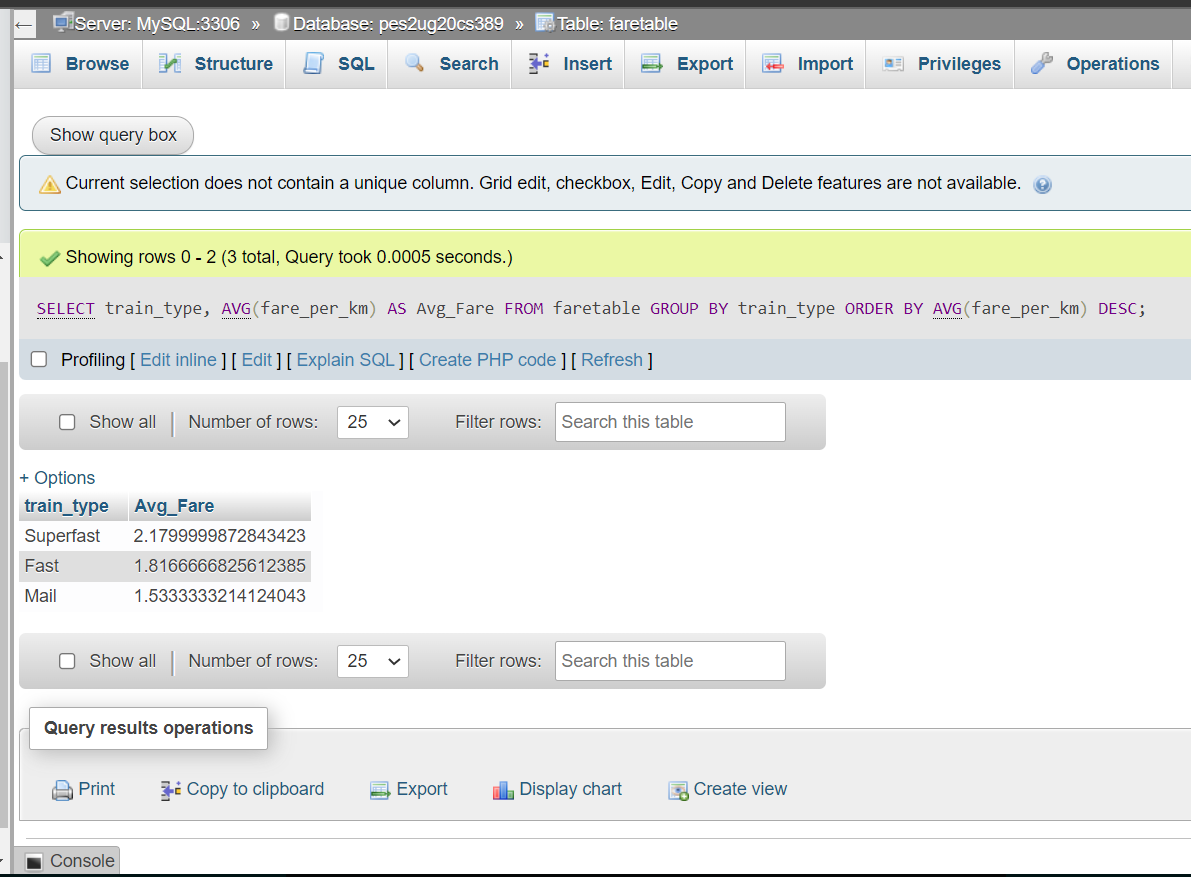 Server: MySQL:3306 » Database: pes2ug20cs389 » Table: faretable
Browse Structure SQL Search Insert Export Import Privileges Operations
Show query box
Current selection does not contain a unique column. Grid edit, checkbox, Edit, Copy and Delete features are not available.
Showing rows 0 - 2 (3 total, Query took 0.0005 seconds.)
SELECT train_type, AVG(fare_per_km) AS Avg_Fare FROM faretable GROUP BY train_type ORDER BY AVG(fare_per_km) DESC;
Profiling [ Edit inline ] [ Edit ] [ Explain SQL ] [ Create PHP code ] [ Refresh ]
Show all | Number of rows: 25 Filter rows: Search this table
+ Options
train_type Avg_Fare
Superfast 2.1799999872843423
Fast 1.8166666825612385
Mail 1.5333333214124043
Show all | Number of rows: 25 Filter rows: Search this table
Query results operations
Print Copy to clipboard Export Display chart Create view
Console